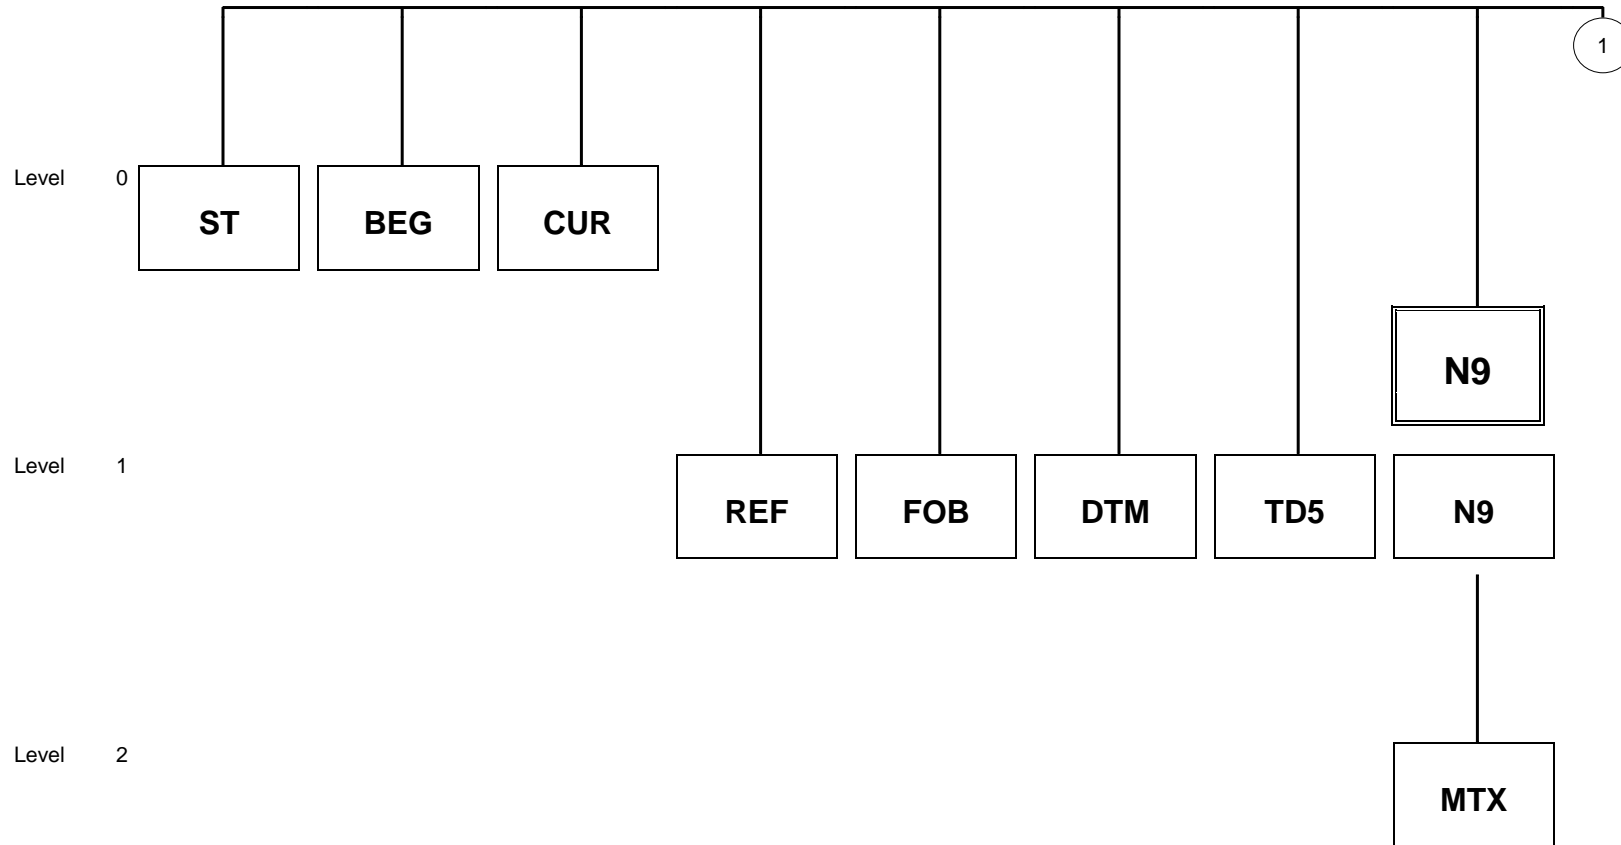 1
Level 0
ST BEG CUR
N9
Level 1
REF FOB DTM TD5 N9
Level 2
MTX